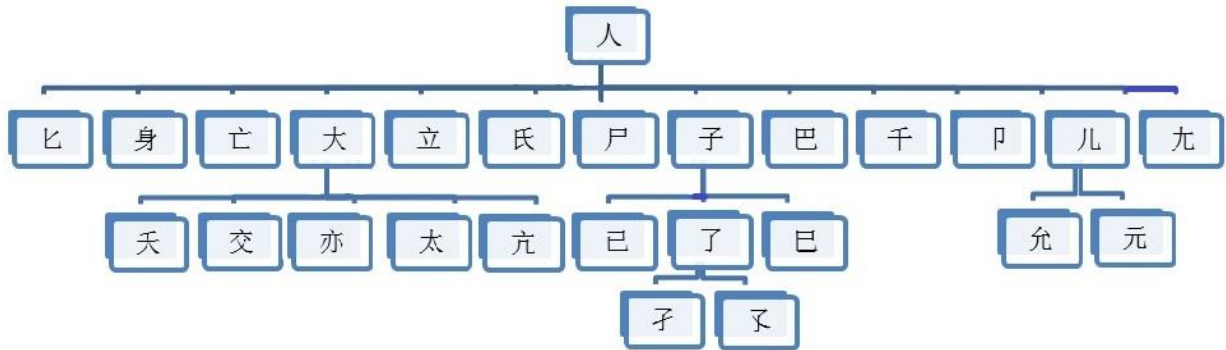 人
匕 身 亡 大 立 氏 尸 子 巴 千 卩 儿 尢
夭 交 亦 太 亢 已 了 巳 允 元
孑 孓